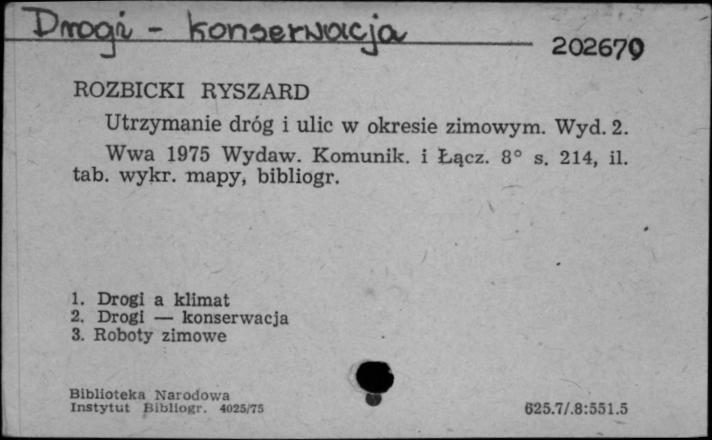 Drogi - konserwacja
202679
ROZBICKI RYSZARD
Utrzymanie dróg i ulic w okresie zimowym. Wyd. 2.
Wwa 1975 Wydaw. Komunik. i Łącz. 8° s. 214, il.
tab. wykr. mapy, bibliogr.
1. Drogi a klimat
2. Drogi — konserwacja
3. Roboty zimowe
Biblioteka Narodowa
Instytut Bibliogr. 4025/75
625.7/.8:551.5